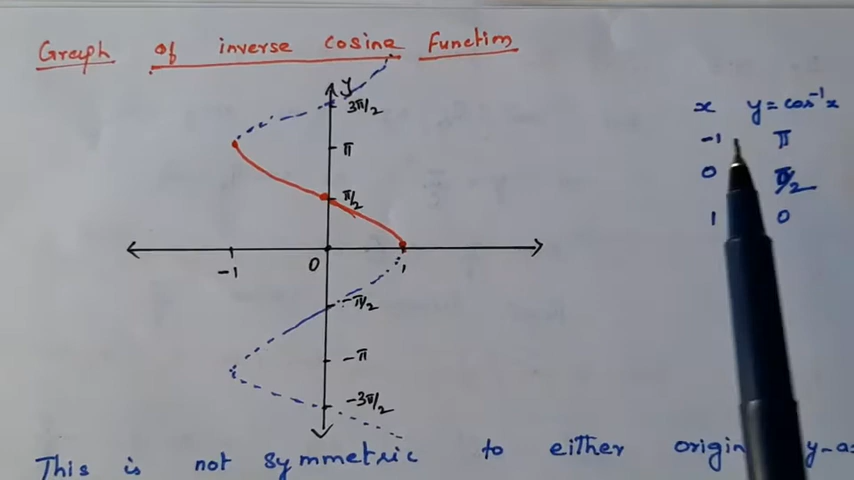 Graph of inverse cosine Function
y
3π/2
π
π/2
-1 0 1
-π/2
-π
-3π/2
x y = cos⁻¹x
-1 π
0 π/2
1 0
This is not symmetric to either origin